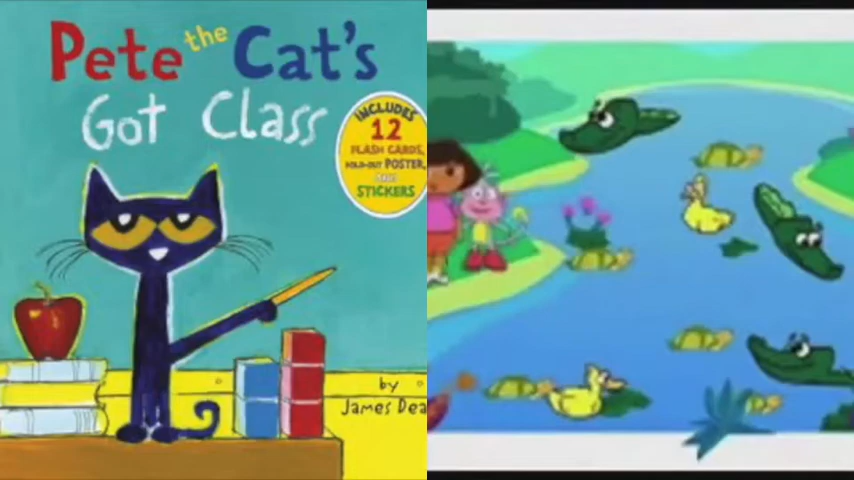 Pete the Cat's
Got Class
INCLUDES
12
FLASH CARDS,
FOLD-OUT POSTER,
AND
STICKERS
by
James Dea